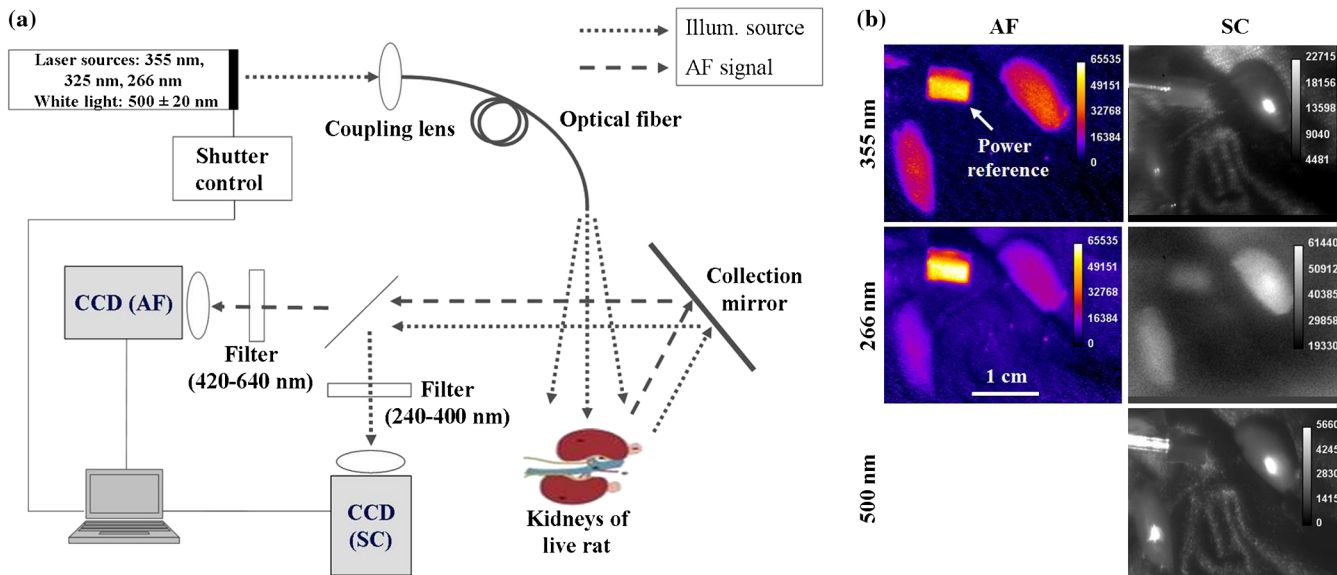 (a)
Laser sources: 355 nm,
325 nm, 266 nm
White light: 500 ± 20 nm
Illum. source
AF signal
Coupling lens
Optical fiber
Shutter
control
Collection
mirror
CCD (AF)
Filter
(420-640 nm)
Filter
(240-400 nm)
CCD
(SC)
Kidneys of
live rat
(b)
AF
SC
355 nm
65535
49151
32768
16384
0
Power
reference
22715
18156
13598
9040
4481
266 nm
65535
49151
32768
16384
0
1 cm
61440
50912
40385
29858
19330
500 nm
5660
4245
2830
1415
0